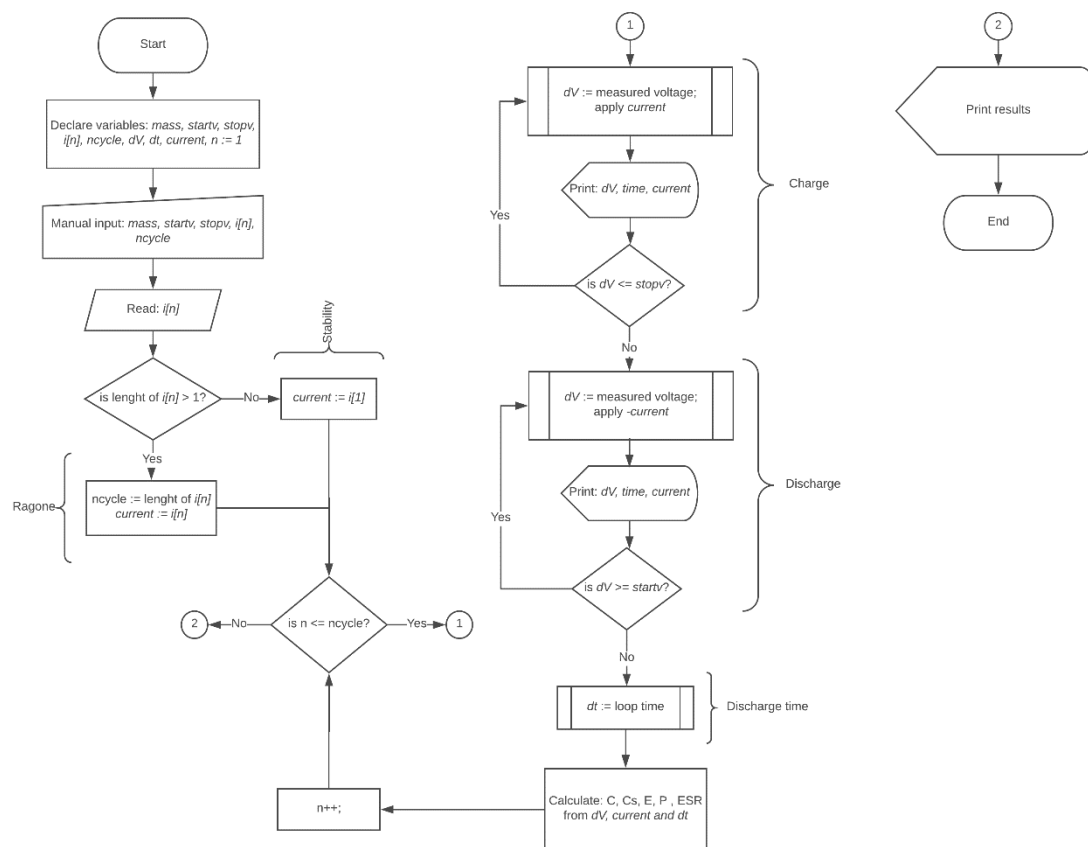 Start
Declare variables: mass, startv, stopv,
i[n], ncycle, dV, dt, current, n := 1
Manual input: mass, startv, stopv, i[n],
ncycle
Read: i[n]
is lenght of i[n] > 1?
No
Stability
current := i[1]
Yes
Ragone
ncycle := lenght of i[n]
current := i[n]
is n <= ncycle?
No
2
Yes
1
n++;
1
dV := measured voltage;
apply current
Print: dV, time, current
Yes
is dV <= stopv?
Charge
No
dV := measured voltage;
apply -current
Print: dV, time, current
Yes
is dV >= startv?
Discharge
No
dt := loop time
Discharge time
Calculate: C, Cs, E, P , ESR
from dV, current and dt
2
Print results
End